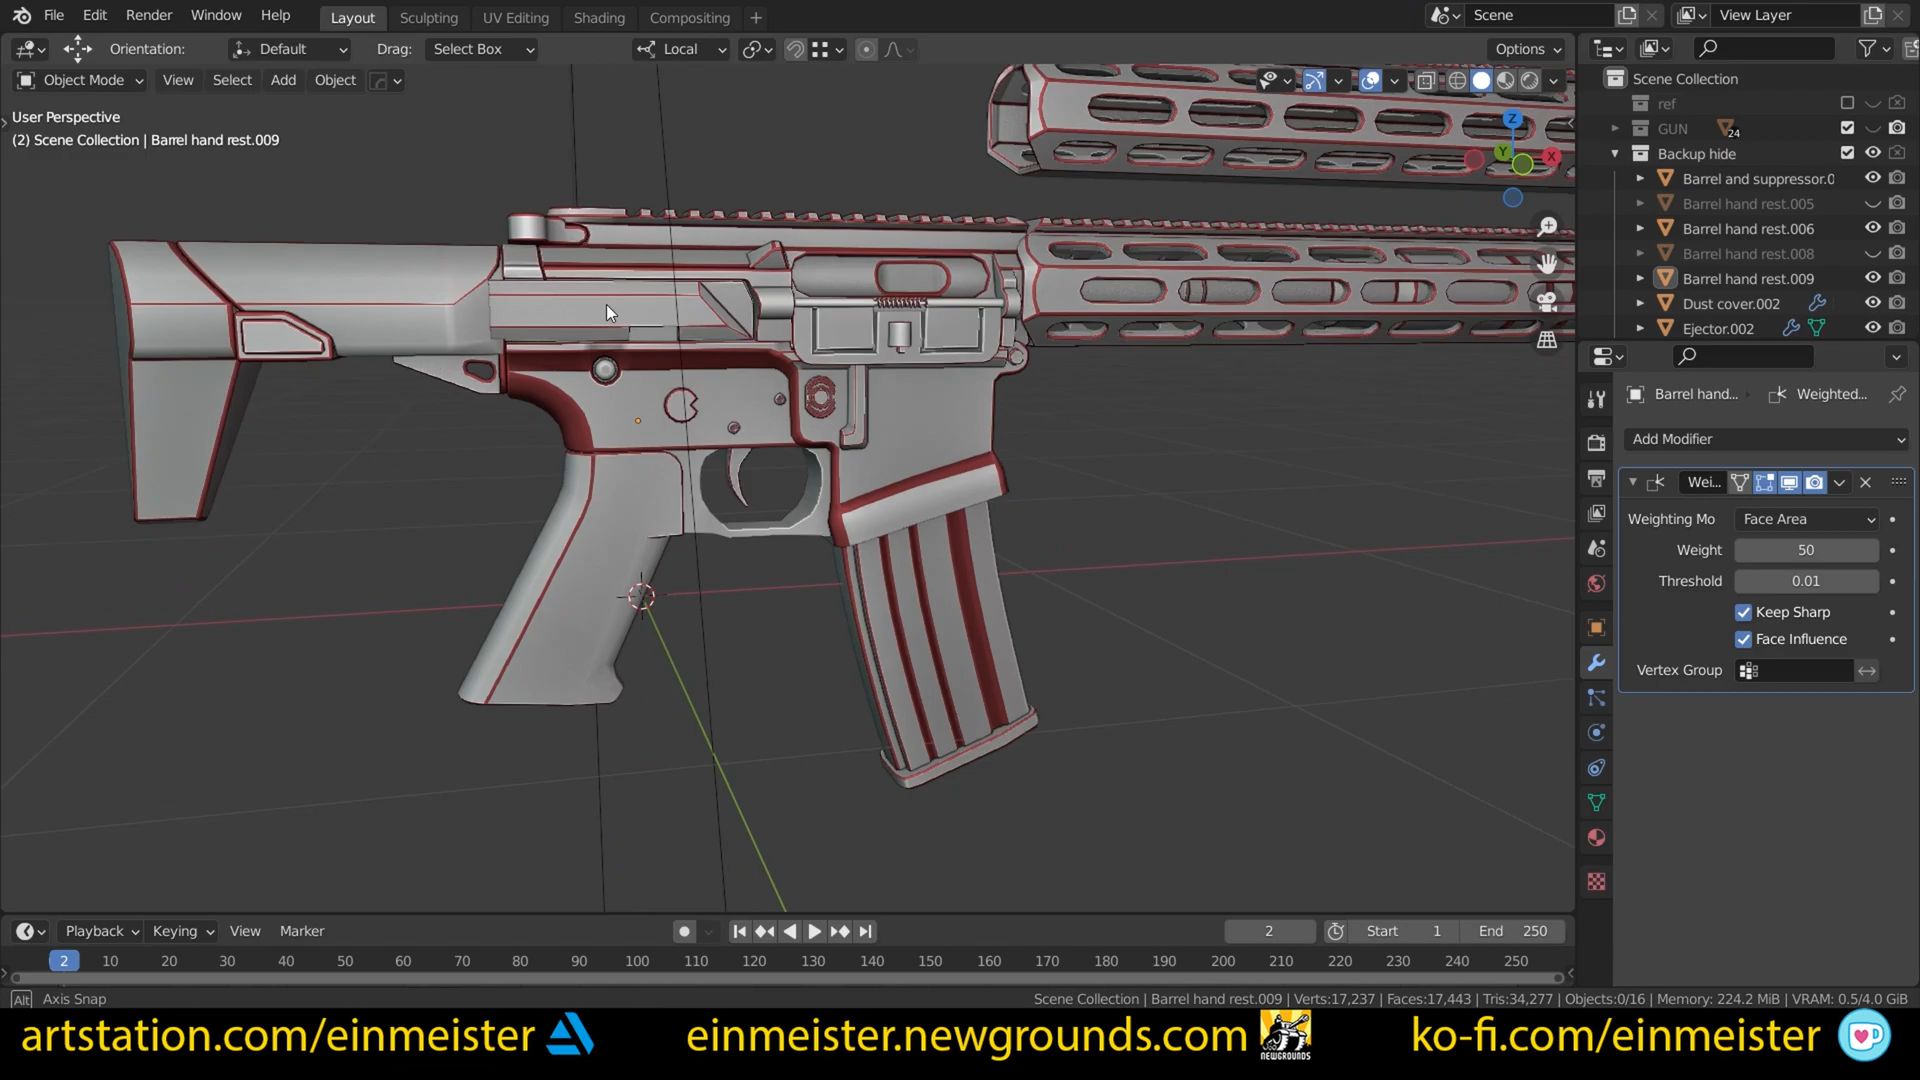 File Edit Render Window Help Layout Sculpting UV Editing Shading Compositing + Scene View Layer
Orientation: Default Drag: Select Box Local Options
Object Mode View Select Add Object
User Perspective
(2) Scene Collection | Barrel hand rest.009
Z
Y
X
Scene Collection
ref
GUN 24
Backup hide
Barrel and suppressor.0
Barrel hand rest.005
Barrel hand rest.006
Barrel hand rest.008
Barrel hand rest.009
Dust cover.002
Ejector.002
Barrel hand... Weighted...
Add Modifier
Wei...
Weighting Mo Face Area
Weight 50
Threshold 0.01
Keep Sharp
Face Influence
Vertex Group
Playback Keying View Marker 2 Start 1 End 250
2 10 20 30 40 50 60 70 80 90 100 110 120 130 140 150 160 170 180 190 200 210 220 230 240 250
Alt Axis Snap
Scene Collection | Barrel hand rest.009 | Verts:17,237 | Faces:17,443 | Tris:34,277 | Objects:0/16 | Memory: 224.2 MiB | VRAM: 0.5/4.0 GiB
artstation.com/einmeister einmeister.newgrounds.com NEWGROUNDS ko-fi.com/einmeister